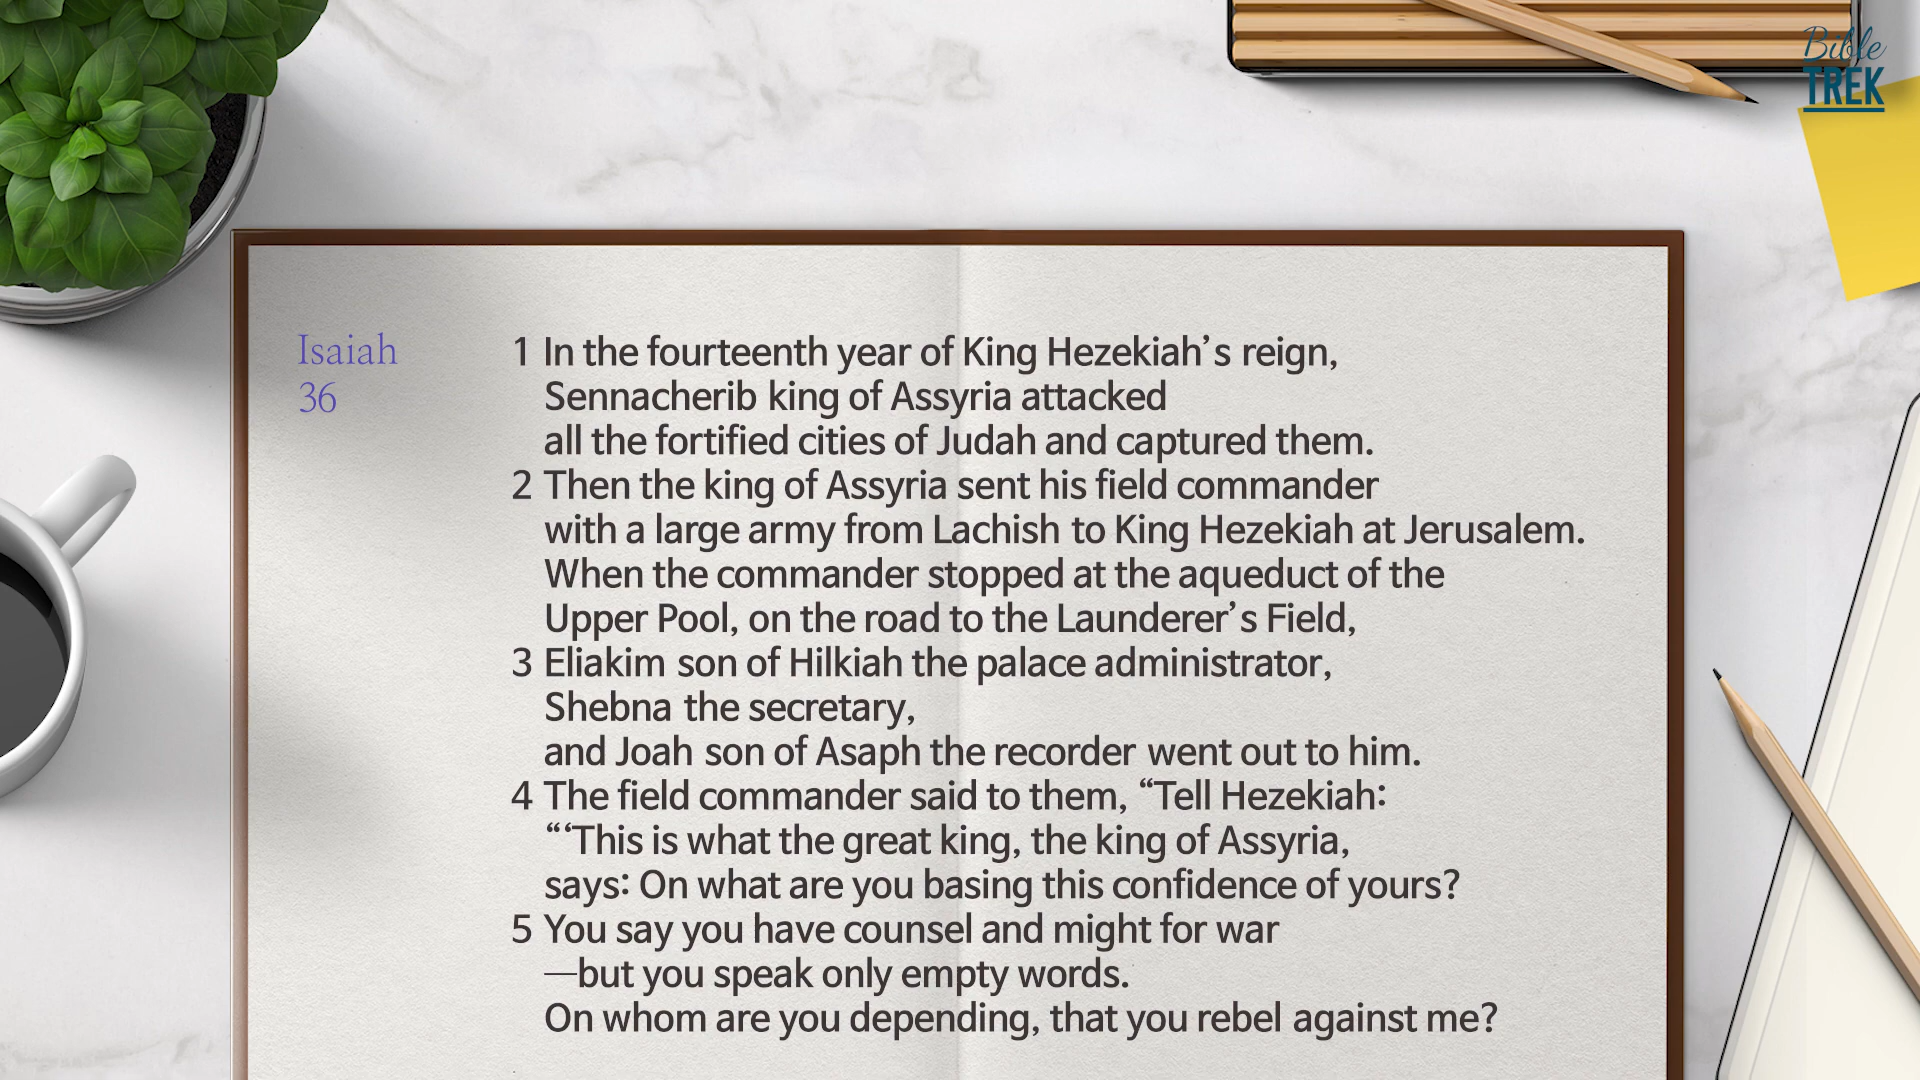 Bible
TREK
Isaiah
36
1 In the fourteenth year of King Hezekiah’s reign,
Sennacherib king of Assyria attacked
all the fortified cities of Judah and captured them.
2 Then the king of Assyria sent his field commander
with a large army from Lachish to King Hezekiah at Jerusalem.
When the commander stopped at the aqueduct of the
Upper Pool, on the road to the Launderer’s Field,
3 Eliakim son of Hilkiah the palace administrator,
Shebna the secretary,
and Joah son of Asaph the recorder went out to him.
4 The field commander said to them, “Tell Hezekiah:
“‘This is what the great king, the king of Assyria,
says: On what are you basing this confidence of yours?
5 You say you have counsel and might for war
—but you speak only empty words.
On whom are you depending, that you rebel against me?